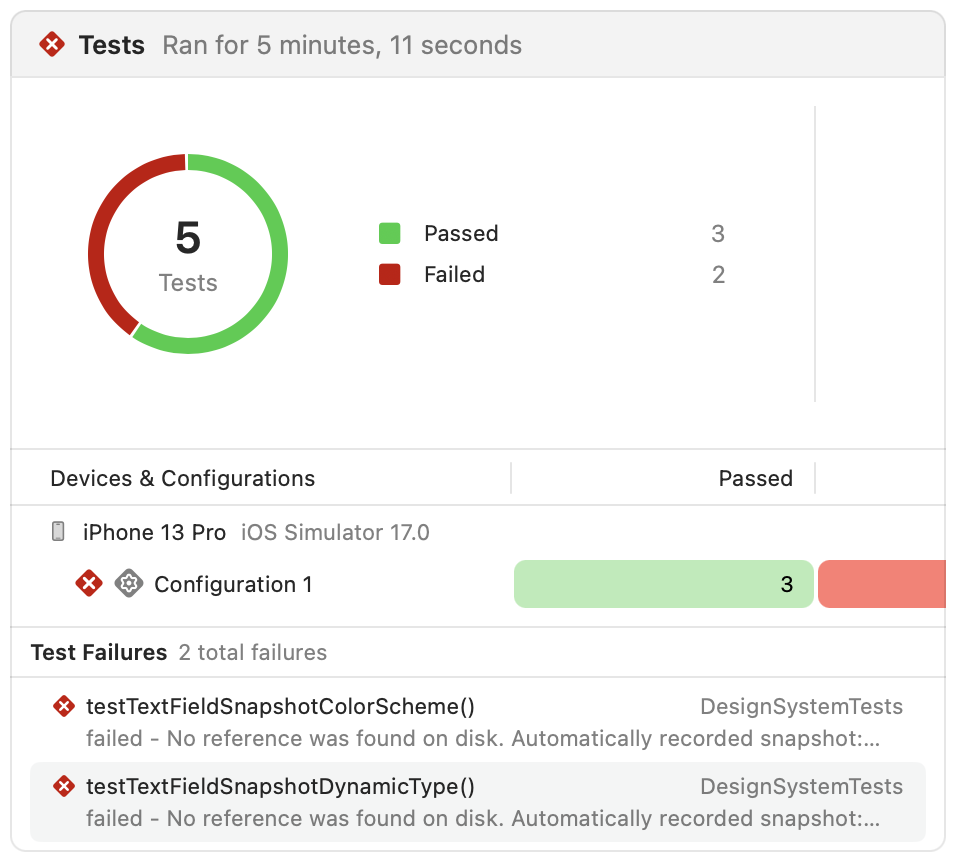 Tests Ran for 5 minutes, 11 seconds
5
Tests
Passed 3
Failed 2
Devices & Configurations Passed
iPhone 13 Pro iOS Simulator 17.0
Configuration 1 3
Test Failures 2 total failures
testTextFieldSnapshotColorScheme() DesignSystemTests
failed - No reference was found on disk. Automatically recorded snapshot:...
testTextFieldSnapshotDynamicType() DesignSystemTests
failed - No reference was found on disk. Automatically recorded snapshot:...